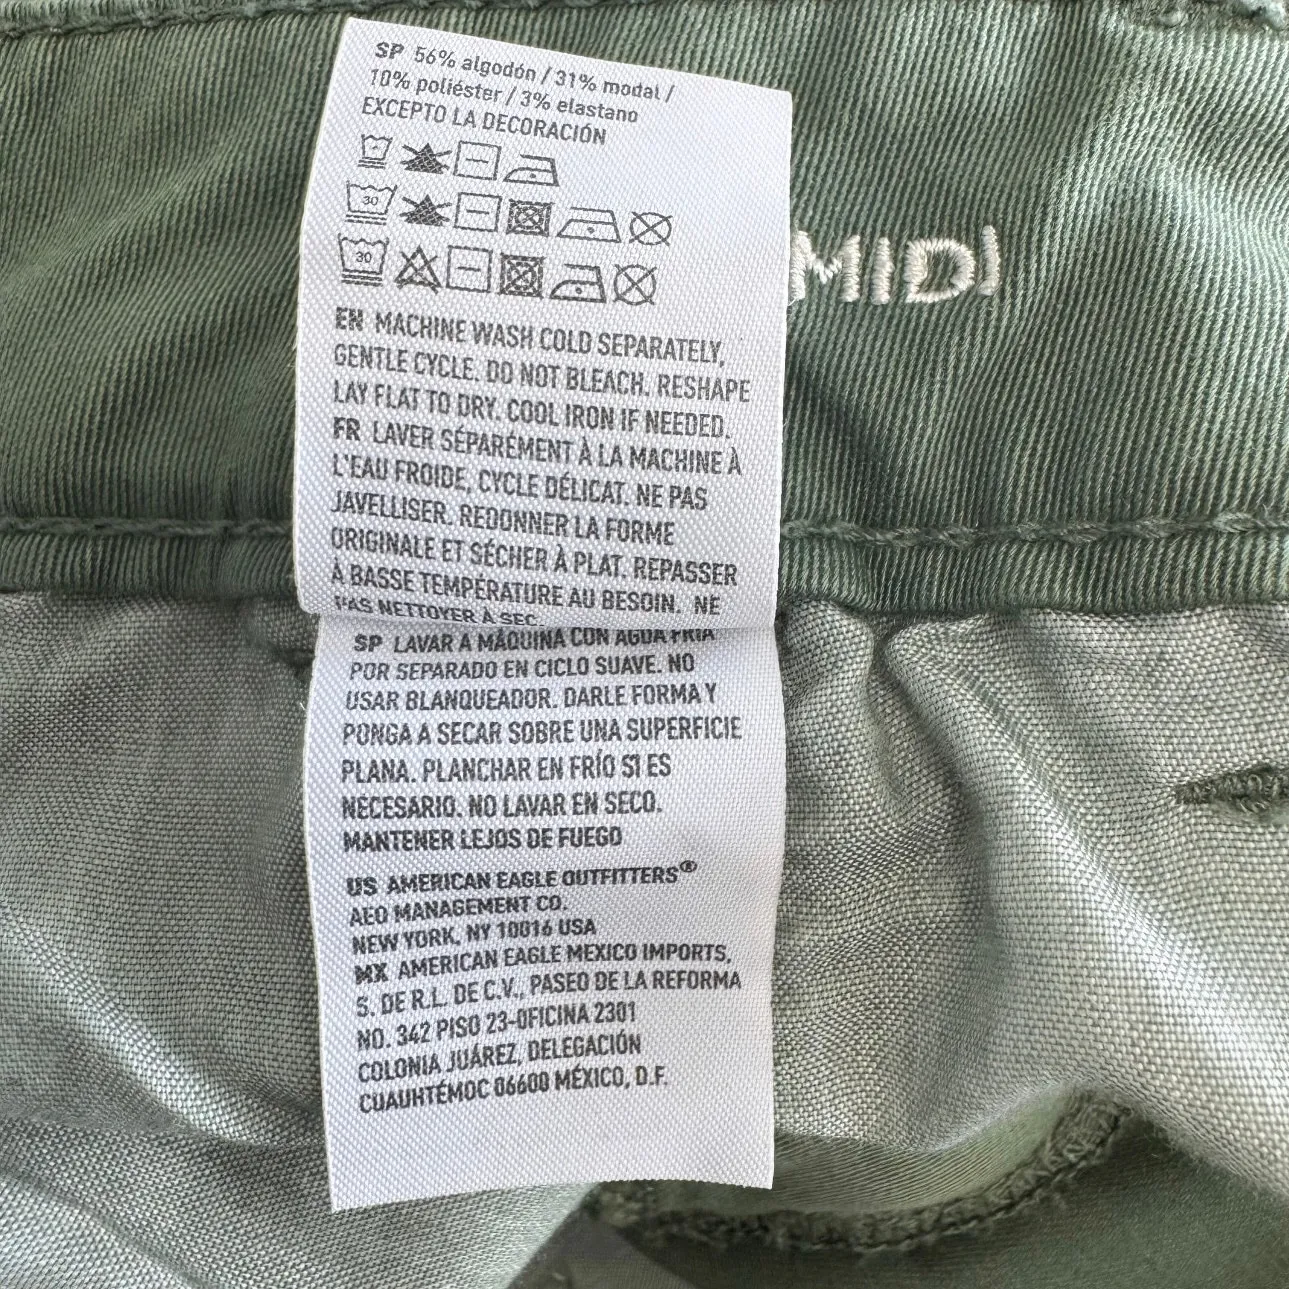 SP 56% algodón / 31% modal /
10% poliéster / 3% elastano
EXCEPTO LA DECORACIÓN
30
30
MIDI
EN MACHINE WASH COLD SEPARATELY,
GENTLE CYCLE. DO NOT BLEACH. RESHAPE
LAY FLAT TO DRY. COOL IRON IF NEEDED.
FR LAVER SÉPARÉMENT À LA MACHINE À
L'EAU FROIDE, CYCLE DÉLICAT. NE PAS
JAVELLISER. REDONNER LA FORME
ORIGINALE ET SÉCHER À PLAT. REPASSER
À BASSE TEMPÉRATURE AU BESOIN. NE
PAS NETTOYER À SEC.
SP LAVAR A MÁQUINA CON AGUA FRIA
POR SEPARADO EN CICLO SUAVE. NO
USAR BLANQUEADOR. DARLE FORMA Y
PONGA A SECAR SOBRE UNA SUPERFICIE
PLANA. PLANCHAR EN FRÍO SI ES
NECESARIO. NO LAVAR EN SECO.
MANTENER LEJOS DE FUEGO
US AMERICAN EAGLE OUTFITTERS®
AEO MANAGEMENT CO.
NEW YORK, NY 10016 USA
MX AMERICAN EAGLE MEXICO IMPORTS,
S. DE R.L. DE C.V., PASEO DE LA REFORMA
NO. 342 PISO 23-OFICINA 2301
COLONIA JUÁREZ, DELEGACIÓN
CUAUHTÉMOC 06600 MÉXICO, D.F.